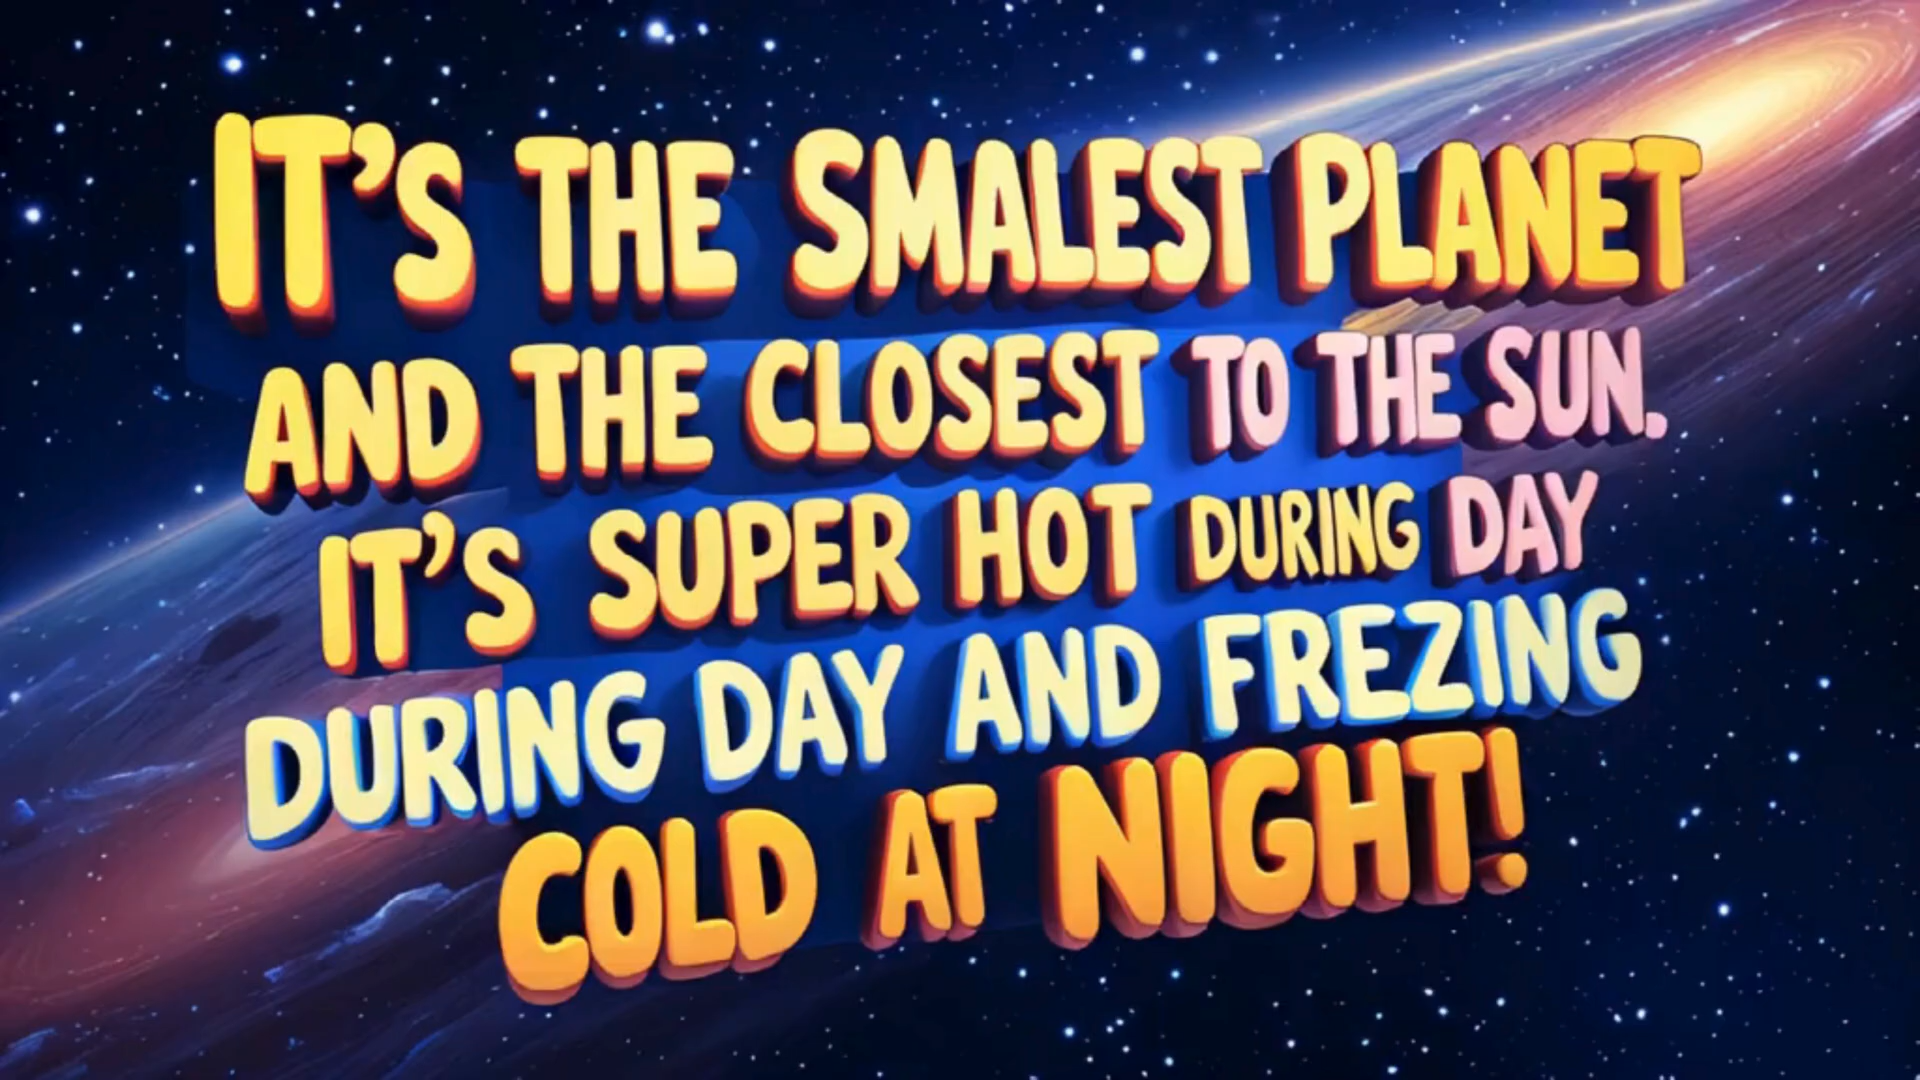 IT'S THE SMALEST PLANET
AND THE CLOSEST TO THE SUN.
IT'S SUPER HOT DURING DAY
DURING DAY AND FREZING
COLD AT NIGHT!